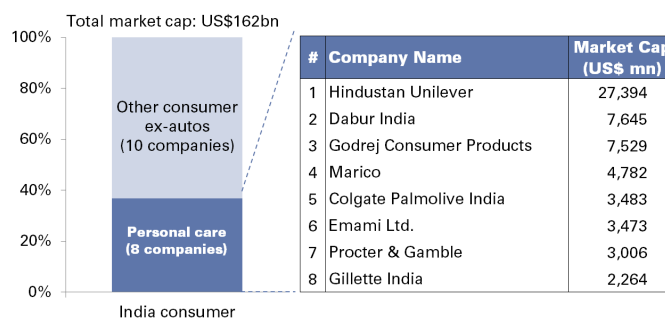 Total market cap: US$162bn
100%
80%
60%
40%
20%
0%
Other consumer
ex-autos
(10 companies)
Personal care
(8 companies)
India consumer
# Company Name Market Cap
(US$ mn)
1 Hindustan Unilever 27,394
2 Dabur India 7,645
3 Godrej Consumer Products 7,529
4 Marico 4,782
5 Colgate Palmolive India 3,483
6 Emami Ltd. 3,473
7 Procter & Gamble 3,006
8 Gillette India 2,264